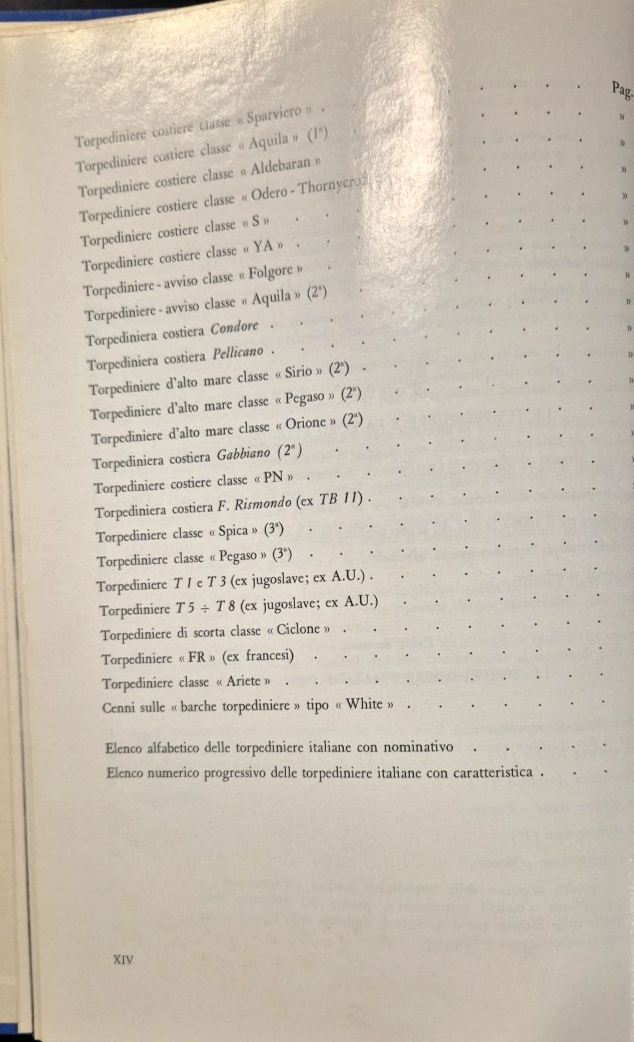 Torpediniere costiere classe « Sparviero » . . . . . Pag.
Torpediniere costiere classe « Aquila » (1ª) . . . . »
Torpediniere costiere classe « Aldebaran » . . . . »
Torpediniere costiere classe « Odero - Thornycroft . . . . »
Torpediniere costiere classe « S » . . . . . . »
Torpediniere costiere classe « YA » . . . . . . »
Torpediniere - avviso classe « Folgore » . . . . . »
Torpediniere - avviso classe « Aquila » (2ª) . . . . . »
Torpediniera costiera Condore . . . . . . . . »
Torpediniera costiera Pellicano . . . . . . . . »
Torpediniere d'alto mare classe « Sirio » (2ª) . . . . . . »
Torpediniere d'alto mare classe « Pegaso » (2ª) . . . . . »
Torpediniere d'alto mare classe « Orione » (2ª) . . . . . »
Torpediniera costiera Gabbiano (2ª) . . . . . . »
Torpediniere costiere classe « PN » . . . . . . .
Torpediniera costiera F. Rismondo (ex TB 11) . . . . . .
Torpediniere classe « Spica » (3ª) . . . . . . .
Torpediniere classe « Pegaso » (3ª) . . . . . . .
Torpediniere T 1 e T 3 (ex jugoslave; ex A.U.) . . . . . .
Torpediniere T 5 ÷ T 8 (ex jugoslave; ex A.U.) . . . . .
Torpediniere di scorta classe « Ciclone » . . . . . . .
Torpediniere « FR » (ex francesi) . . . . . . .
Torpediniere classe « Ariete » . . . . . . . .
Cenni sulle « barche torpediniere » tipo « White » . . . . . .
Elenco alfabetico delle torpediniere italiane con nominativo . . . . .
Elenco numerico progressivo delle torpediniere italiane con caratteristica . . .
XIV